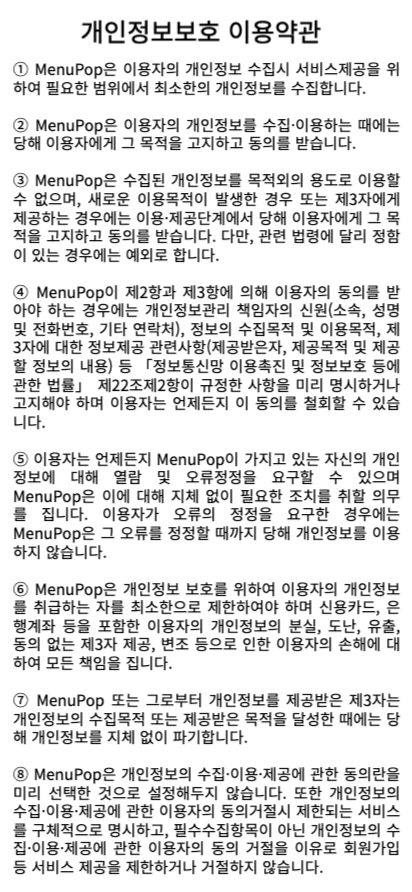 개인정보보호 이용약관
① MenuPop은 이용자의 개인정보 수집시 서비스제공을 위
하여 필요한 범위에서 최소한의 개인정보를 수집합니다.
② MenuPop은 이용자의 개인정보를 수집·이용하는 때에는
당해 이용자에게 그 목적을 고지하고 동의를 받습니다.
③ MenuPop은 수집된 개인정보를 목적외의 용도로 이용할
수 없으며, 새로운 이용목적이 발생한 경우 또는 제3자에게
제공하는 경우에는 이용·제공단계에서 당해 이용자에게 그 목
적을 고지하고 동의를 받습니다. 다만, 관련 법령에 달리 정함
이 있는 경우에는 예외로 합니다.
④ MenuPop이 제2항과 제3항에 의해 이용자의 동의를 받
아야 하는 경우에는 개인정보관리 책임자의 신원(소속, 성명
및 전화번호, 기타 연락처), 정보의 수집목적 및 이용목적, 제
3자에 대한 정보제공 관련사항(제공받은자, 제공목적 및 제공
할 정보의 내용) 등 「정보통신망 이용촉진 및 정보보호 등에
관한 법률」 제22조제2항이 규정한 사항을 미리 명시하거나
고지해야 하며 이용자는 언제든지 이 동의를 철회할 수 있습
니다.
⑤ 이용자는 언제든지 MenuPop이 가지고 있는 자신의 개인
정보에 대해 열람 및 오류정정을 요구할 수 있으며
MenuPop은 이에 대해 지체 없이 필요한 조치를 취할 의무
를 집니다. 이용자가 오류의 정정을 요구한 경우에는
MenuPop은 그 오류를 정정할 때까지 당해 개인정보를 이용
하지 않습니다.
⑥ MenuPop은 개인정보 보호를 위하여 이용자의 개인정보
를 취급하는 자를 최소한으로 제한하여야 하며 신용카드, 은
행계좌 등을 포함한 이용자의 개인정보의 분실, 도난, 유출,
동의 없는 제3자 제공, 변조 등으로 인한 이용자의 손해에 대
하여 모든 책임을 집니다.
⑦ MenuPop 또는 그로부터 개인정보를 제공받은 제3자는
개인정보의 수집목적 또는 제공받은 목적을 달성한 때에는 당
해 개인정보를 지체 없이 파기합니다.
⑧ MenuPop은 개인정보의 수집·이용·제공에 관한 동의란을
미리 선택한 것으로 설정해두지 않습니다. 또한 개인정보의
수집·이용·제공에 관한 이용자의 동의거절시 제한되는 서비스
를 구체적으로 명시하고, 필수수집항목이 아닌 개인정보의 수
집·이용·제공에 관한 이용자의 동의 거절을 이유로 회원가입
등 서비스 제공을 제한하거나 거절하지 않습니다.